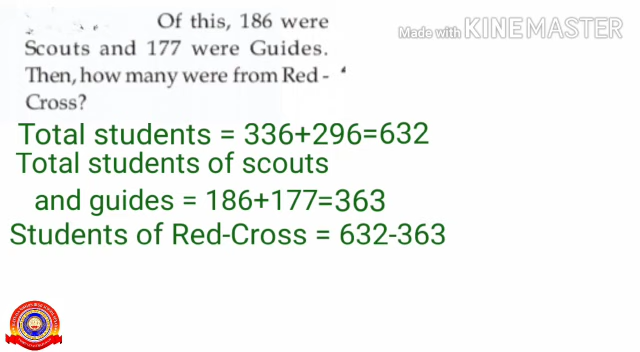 Of this, 186 were
Made with KINEMASTER
Scouts and 177 were Guides.
Then, how many were from Red -
Cross?
Total students = 336+296=632
Total students of scouts
and guides = 186+177=363
Students of Red-Cross = 632-363